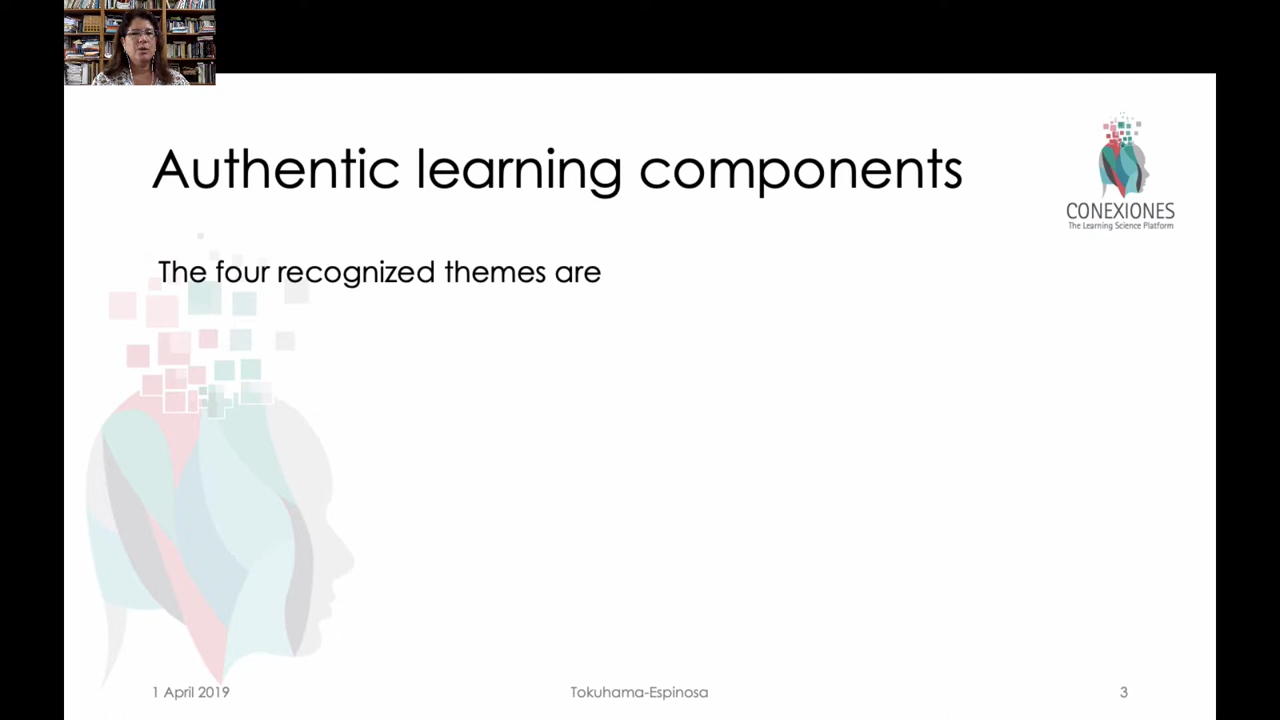 Authentic learning components
CONEXIONES
The Learning Science Platform
The four recognized themes are
1 April 2019
Tokuhama-Espinosa
3